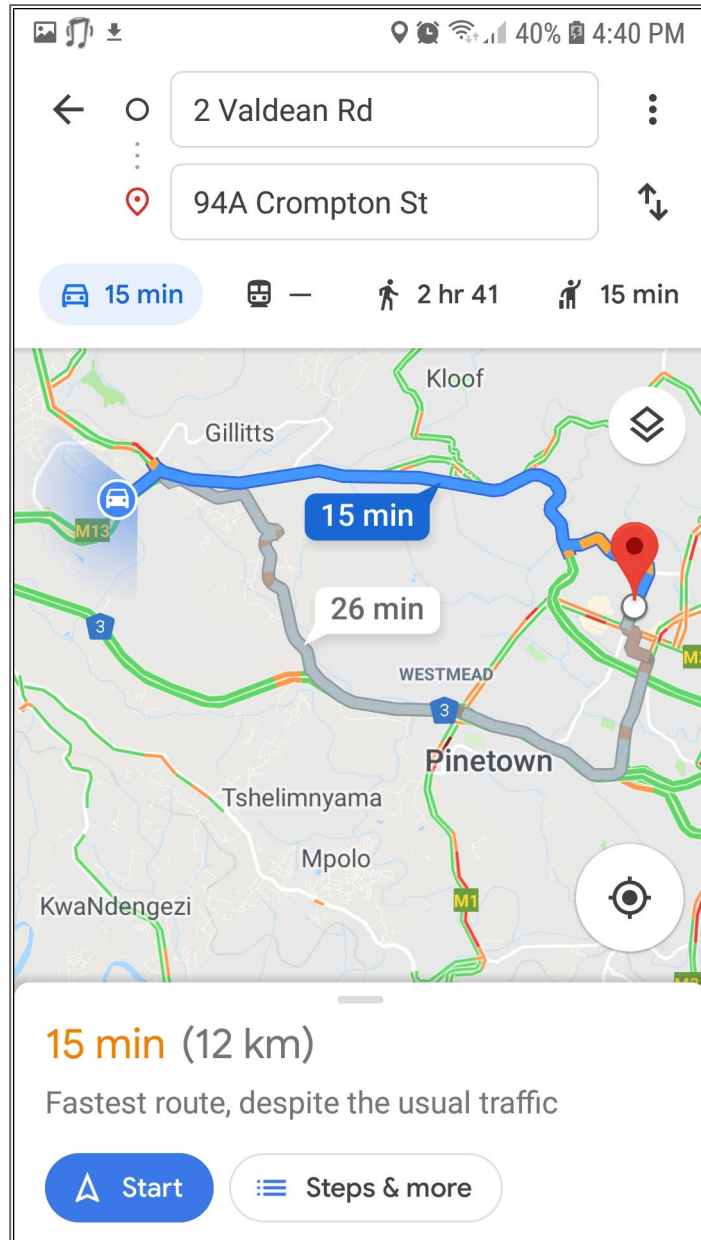 40% 4:40 PM
2 Valdean Rd
94A Crompton St
15 min — 2 hr 41 15 min
Kloof
Gillitts
15 min
M13
26 min
3
WESTMEAD
3
Pinetown
Tshelimnyama
Mpolo
M1
KwaNdengezi
15 min (12 km)
Fastest route, despite the usual traffic
Start Steps & more